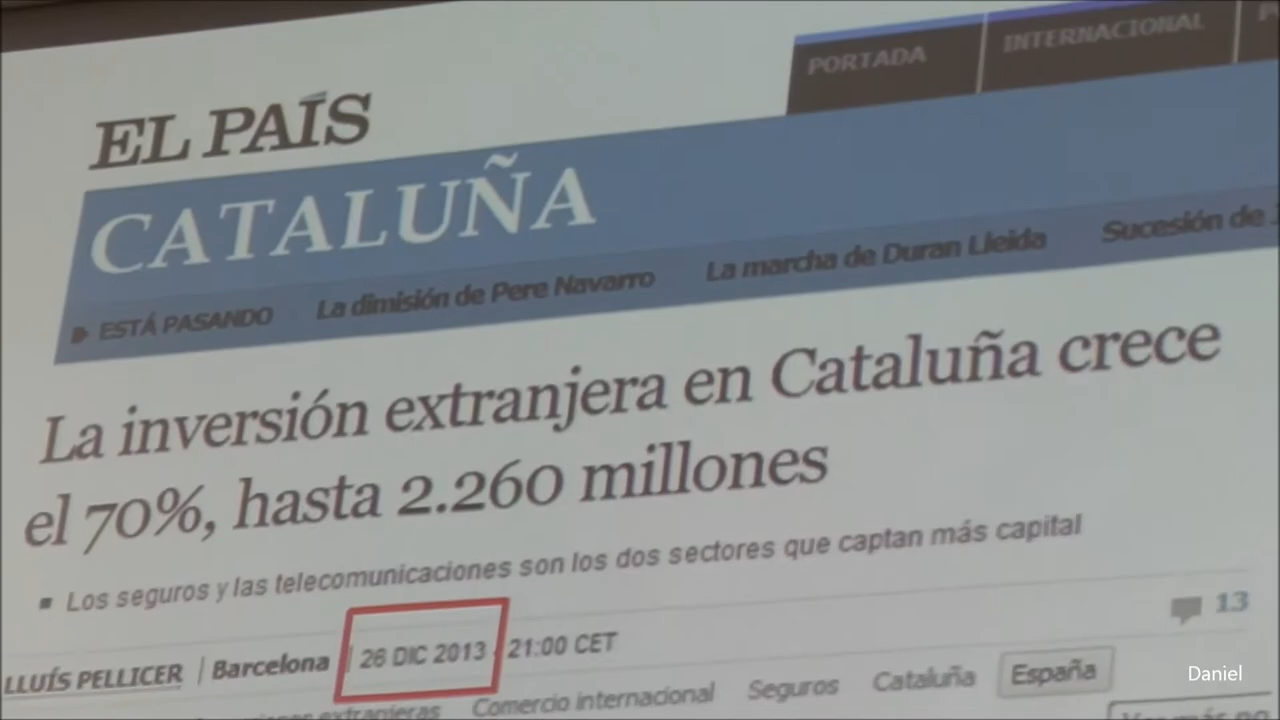 PORTADA
INTERNACIONAL
EL PAÍS
CATALUÑA
ESTÁ PASANDO La dimisión de Pere Navarro La marcha de Duran Lleida Sucesión de
La inversión extranjera en Cataluña crece
el 70%, hasta 2.260 millones
Los seguros y las telecomunicaciones son los dos sectores que captan más capital
13
LLUÍS PELLICER | Barcelona | 26 DIC 2013 - 21:00 CET
extranjeras Comercio internacional Seguros Cataluña España
Daniel